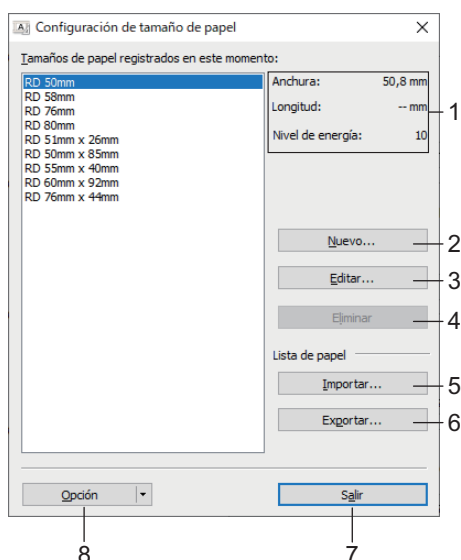 Configuración de tamaño de papel
Tamaños de papel registrados en este momento:
RD 50mm
RD 58mm
RD 76mm
RD 80mm
RD 51mm x 26mm
RD 50mm x 85mm
RD 55mm x 40mm
RD 60mm x 92mm
RD 76mm x 44mm
Anchura: 50,8 mm
Longitud: -- mm
Nivel de energía: 10
1
Nuevo... 2
Editar... 3
Eliminar 4
Lista de papel
Importar... 5
Exportar... 6
Opción
Salir
8
7